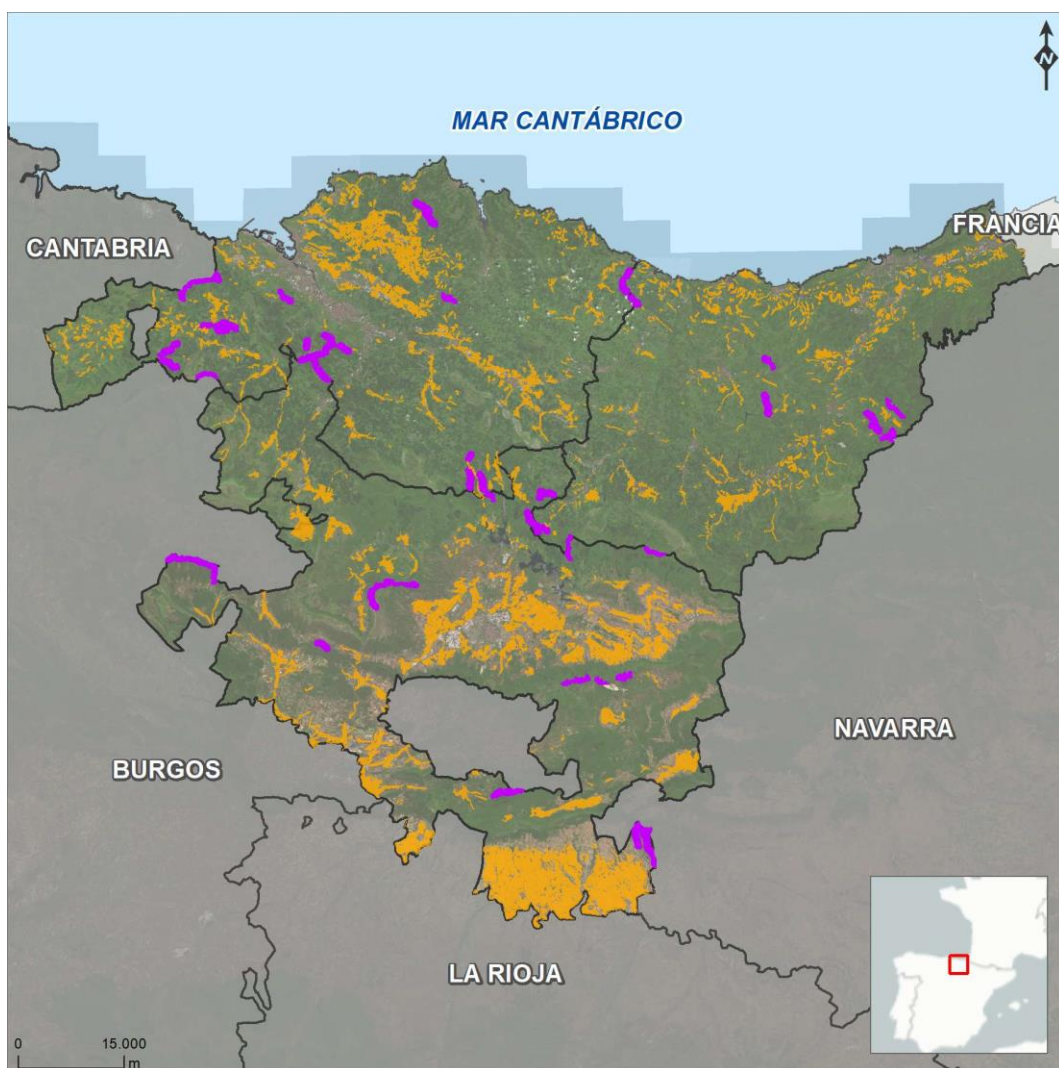 N
MAR CANTÁBRICO
FRANCIA
CANTABRIA
NAVARRA
BURGOS
LA RIOJA
0 15.000
m